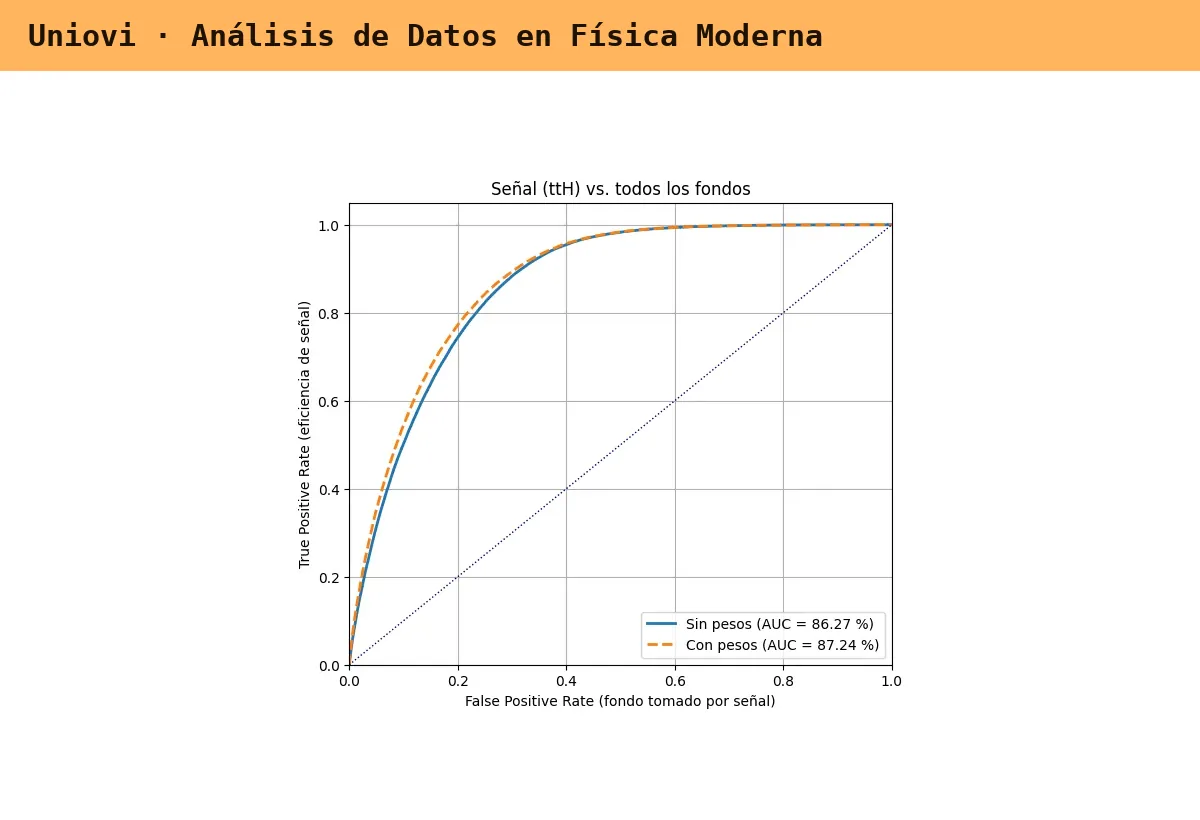 Uniovi · Análisis de Datos en Física Moderna
Señal (ttH) vs. todos los fondos
True Positive Rate (eficiencia de señal)
1.0
0.8
0.6
0.4
0.2
0.0
0.0 0.2 0.4 0.6 0.8 1.0
False Positive Rate (fondo tomado por señal)
Sin pesos (AUC = 86.27 %)
Con pesos (AUC = 87.24 %)